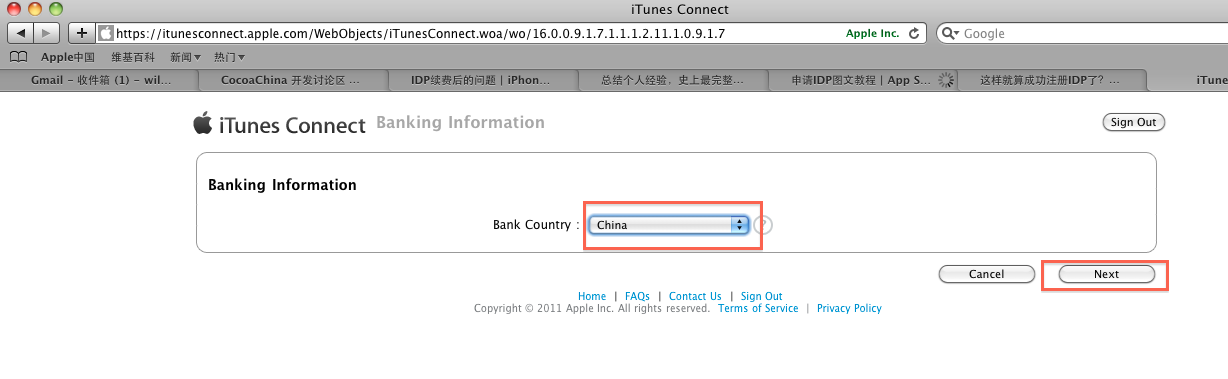 iTunes Connect
https://itunesconnect.apple.com/WebObjects/iTunesConnect.woa/wo/16.0.0.9.1.7.1.1.1.2.11.1.0.9.1.7 Apple Inc. Google
Apple中国 维基百科 新闻 热门
Gmail - 收件箱 (1) - wil... CocoaChina 开发讨论区 ... IDP续费后的问题 | iPhon... 总结个人经验，史上最完整... 申请IDP图文教程 | App S... 这样就算成功注册IDP了？... iTune
iTunes Connect Banking Information Sign Out
Banking Information
Bank Country : China ?
Cancel Next
Home | FAQs | Contact Us | Sign Out
Copyright © 2011 Apple Inc. All rights reserved. Terms of Service | Privacy Policy